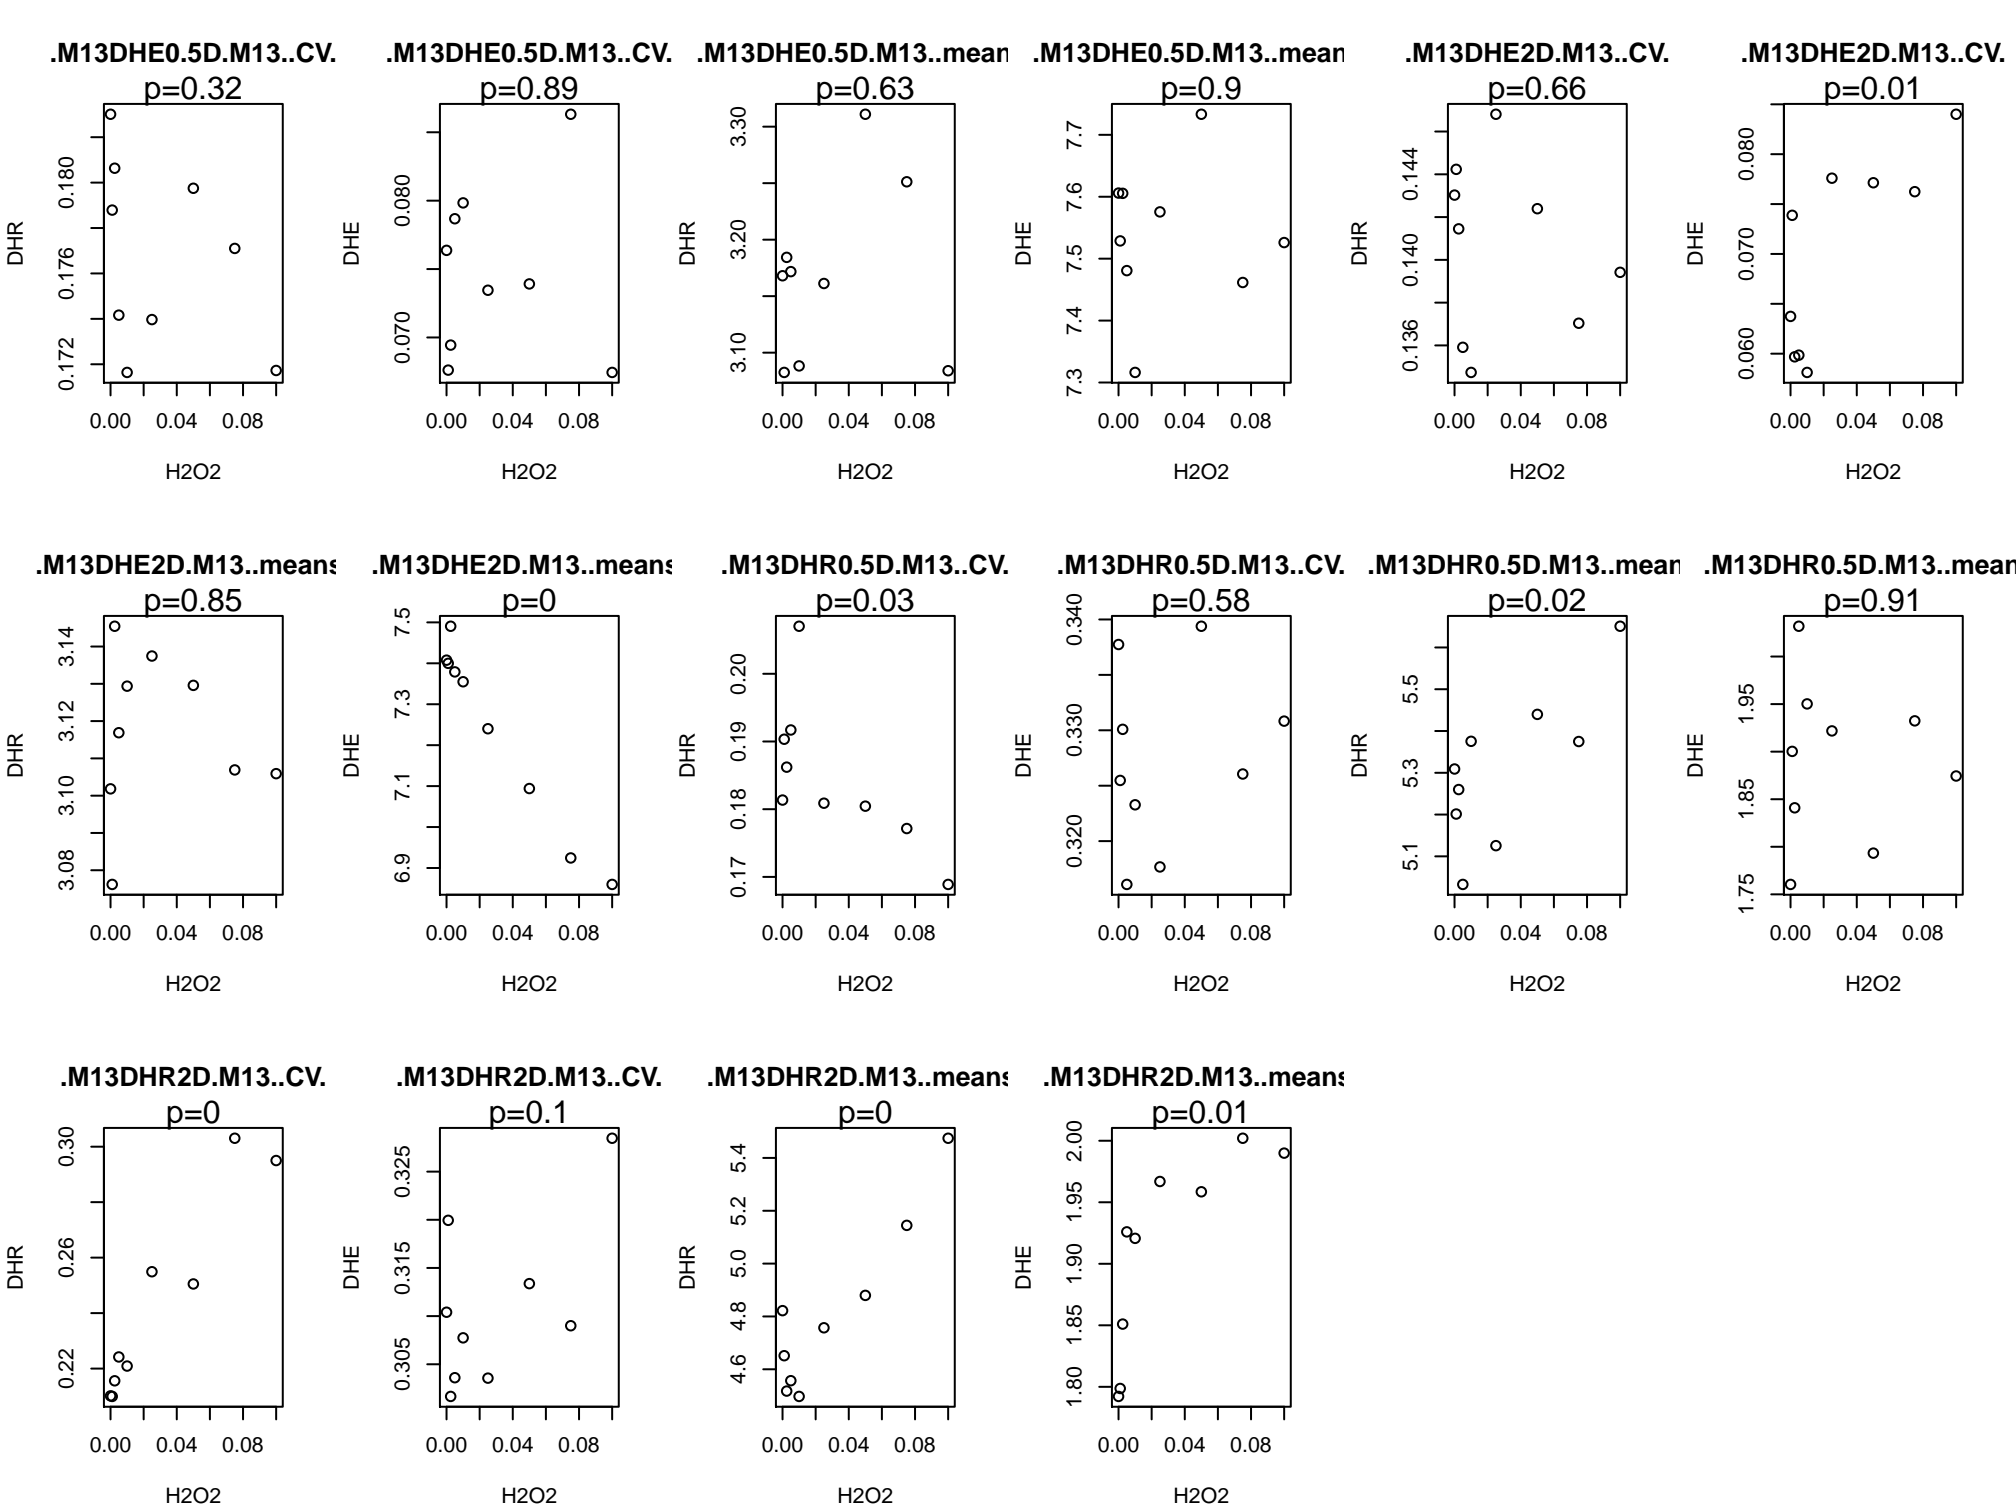 .M13DHE0.5D.M13..CV. .M13DHE0.5D.M13..CV. .M13DHE0.5D.M13..mean .M13DHE0.5D.M13..mean .M13DHE2D.M13..CV. .M13DHE2D.M13..CV.
p=0.32 p=0.89 p=0.63 p=0.9 p=0.66 p=0.01
DHR DHE DHR DHE DHR DHE
0.172 0.176 0.180
0.070 0.080
3.10 3.20 3.30
7.3 7.4 7.5 7.6 7.7
0.136 0.140 0.144
0.060 0.070 0.080
0.00 0.04 0.08 0.00 0.04 0.08 0.00 0.04 0.08 0.00 0.04 0.08 0.00 0.04 0.08 0.00 0.04 0.08
H2O2 H2O2 H2O2 H2O2 H2O2 H2O2
.M13DHE2D.M13..means .M13DHE2D.M13..means .M13DHR0.5D.M13..CV. .M13DHR0.5D.M13..CV. .M13DHR0.5D.M13..mean .M13DHR0.5D.M13..mean
p=0.85 p=0 p=0.03 p=0.58 p=0.02 p=0.91
DHR DHE DHR DHE DHR DHE
3.08 3.10 3.12 3.14
6.9 7.1 7.3 7.5
0.17 0.18 0.19 0.20
0.320 0.330 0.340
5.1 5.3 5.5
1.75 1.85 1.95
0.00 0.04 0.08 0.00 0.04 0.08 0.00 0.04 0.08 0.00 0.04 0.08 0.00 0.04 0.08 0.00 0.04 0.08
H2O2 H2O2 H2O2 H2O2 H2O2 H2O2
.M13DHR2D.M13..CV. .M13DHR2D.M13..CV. .M13DHR2D.M13..means .M13DHR2D.M13..means
p=0 p=0.1 p=0 p=0.01
DHR DHE DHR DHE
0.22 0.26 0.30
0.305 0.315 0.325
4.6 4.8 5.0 5.2 5.4
1.80 1.85 1.90 1.95 2.00
0.00 0.04 0.08 0.00 0.04 0.08 0.00 0.04 0.08 0.00 0.04 0.08
H2O2 H2O2 H2O2 H2O2